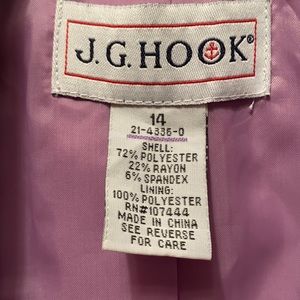 J.G. HOOK®
14
21-4336-0
SHELL:
72% POLYESTER
22% RAYON
6% SPANDEX
LINING:
100% POLYESTER
RN#107444
MADE IN CHINA
SEE REVERSE
FOR CARE